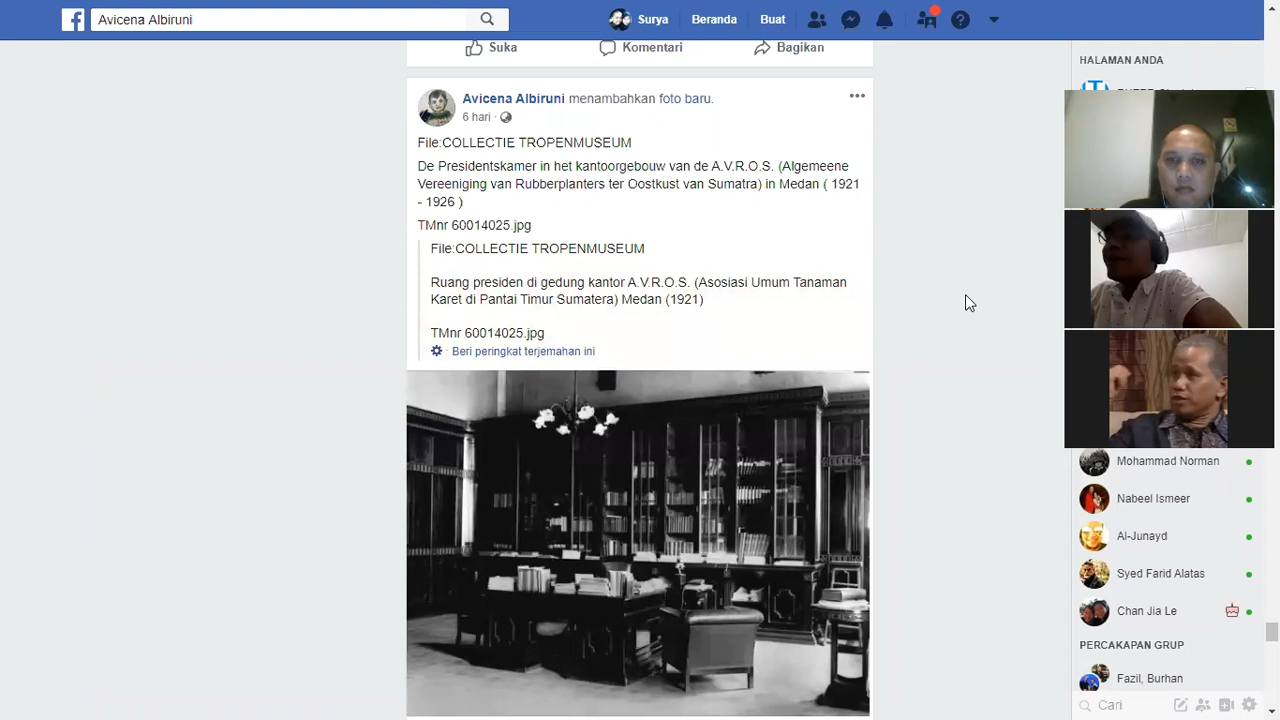 Avicena Albiruni
Surya Beranda Buat
Suka Komentari Bagikan
HALAMAN ANDA
Avicena Albiruni menambahkan foto baru.
6 hari ·
File:COLLECTIE TROPENMUSEUM
De Presidentskamer in het kantoorgebouw van de A.V.R.O.S. (Algemeene
Vereeniging van Rubberplanters ter Oostkust van Sumatra) in Medan ( 1921
- 1926 )
TMnr 60014025.jpg
File:COLLECTIE TROPENMUSEUM
Ruang presiden di gedung kantor A.V.R.O.S. (Asosiasi Umum Tanaman
Karet di Pantai Timur Sumatera) Medan (1921)
TMnr 60014025.jpg
· Beri peringkat terjemahan ini
Mohammad Norman
Nabeel Ismeer
Al-Junayd
Syed Farid Alatas
Chan Jia Le
PERCAKAPAN GRUP
Fazil, Burhan
Cari